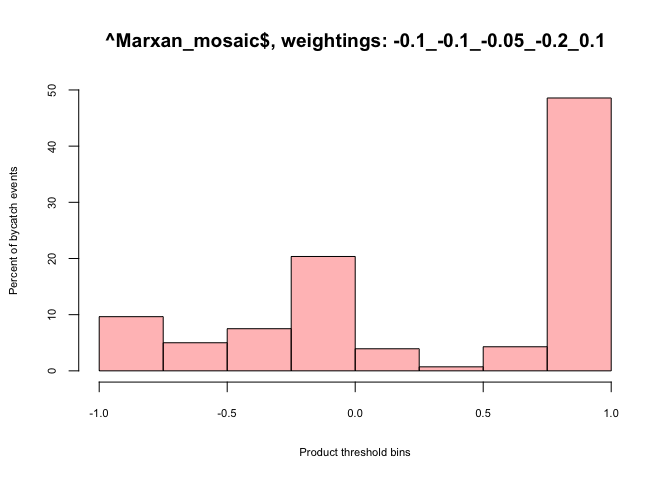 ^Marxan_mosaic$, weightings: -0.1_-0.1_-0.05_-0.2_0.1
50
40
30
20
10
0
Percent of bycatch events
-1.0 -0.5 0.0 0.5 1.0
Product threshold bins